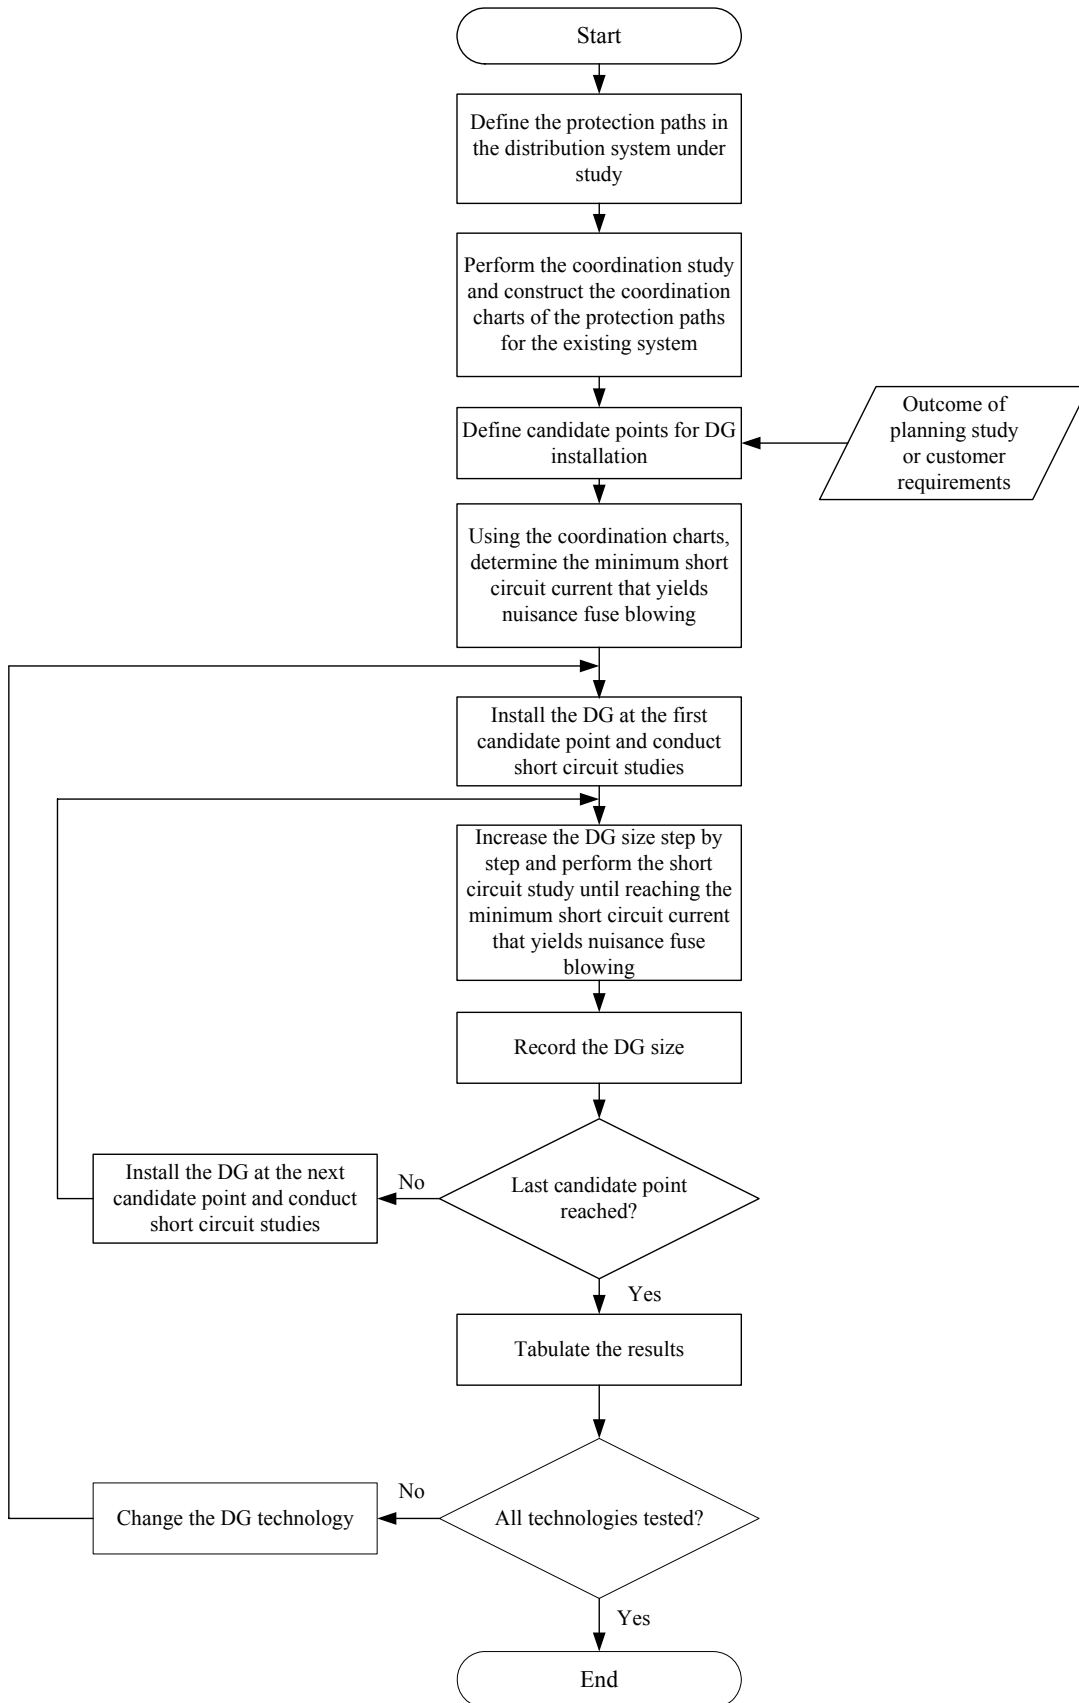 Start
Define the protection paths in
the distribution system under
study
Perform the coordination study
and construct the coordination
charts of the protection paths
for the existing system
Define candidate points for DG
installation
Outcome of
planning study
or customer
requirements
Using the coordination charts,
determine the minimum short
circuit current that yields
nuisance fuse blowing
Install the DG at the first
candidate point and conduct
short circuit studies
Increase the DG size step by
step and perform the short
circuit study until reaching the
minimum short circuit current
that yields nuisance fuse
blowing
Record the DG size
Last candidate point
reached?
No
Install the DG at the next
candidate point and conduct
short circuit studies
Yes
Tabulate the results
All technologies tested?
No
Change the DG technology
Yes
End